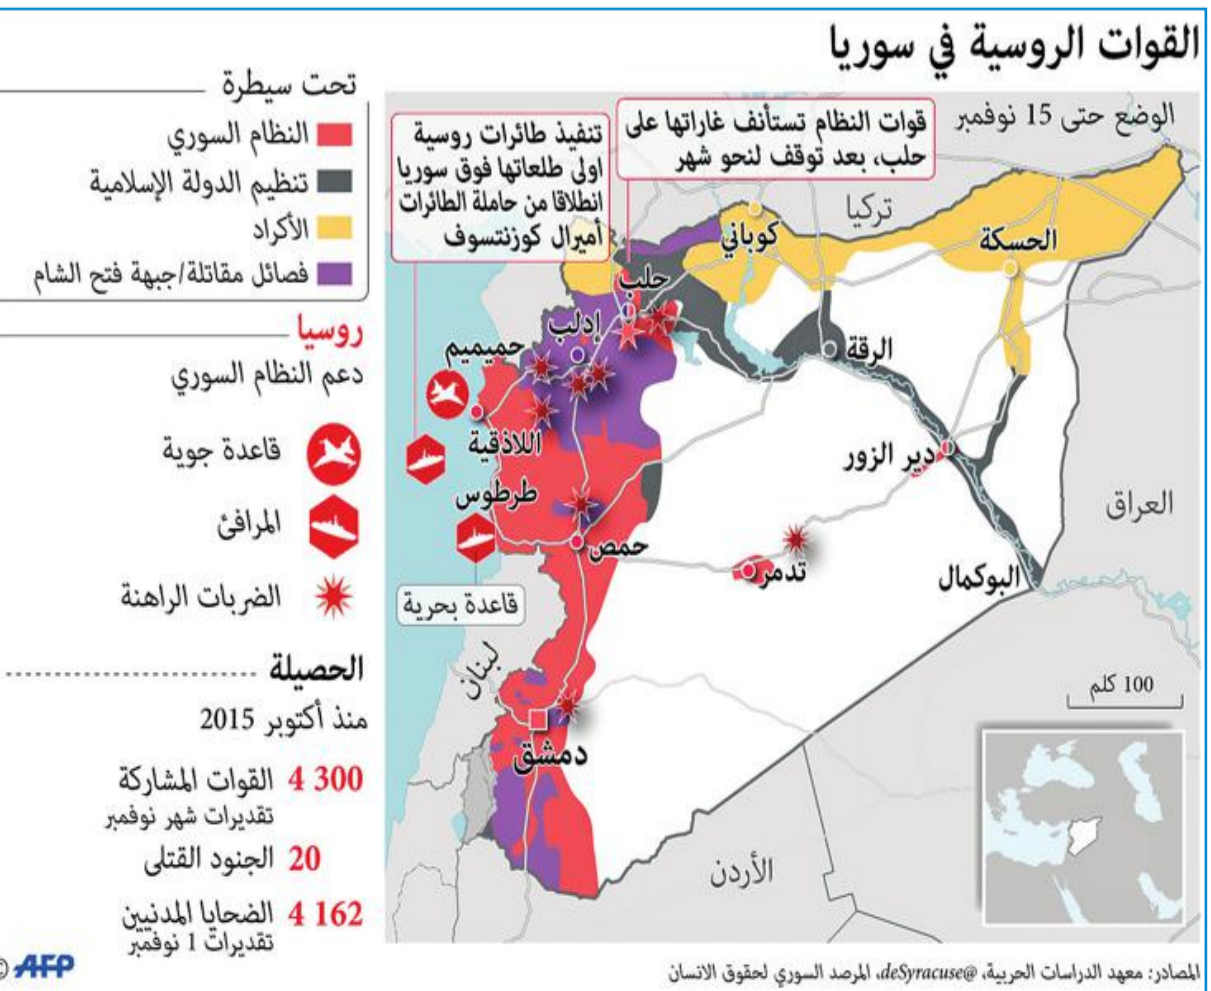 القوات الروسية في سوريا
الوضع حتى 15 نوفمبر
قوات النظام تستأنف غاراتها على
حلب، بعد توقف لنحو شهر
تنفيذ طائرات روسية
اولى طلعاتها فوق سوريا
انطلاقا من حاملة الطائرات
أميرال كوزنتسوف
تحت سيطرة
النظام السوري
تنظيم الدولة الإسلامية
الأكراد
فصائل مقاتلة/جبهة فتح الشام
روسيا
دعم النظام السوري
قاعدة جوية
المرافئ
الضربات الراهنة
الحصيلة
منذ أكتوبر 2015
4 300 القوات المشاركة
تقديرات شهر نوفمبر
20 الجنود القتلى
4 162 الضحايا المدنيين
تقديرات 1 نوفمبر
تركيا
كوباني
الحسكة
حلب
إدلب
حميميم
الرقة
اللاذقية
دير الزور
طرطوس
العراق
حمص
تدمر
البوكمال
قاعدة بحرية
لبنان
100 كلم
دمشق
الأردن
المصادر: معهد الدراسات الحربية، @deSyracuse، المرصد السوري لحقوق الانسان
AFP ©